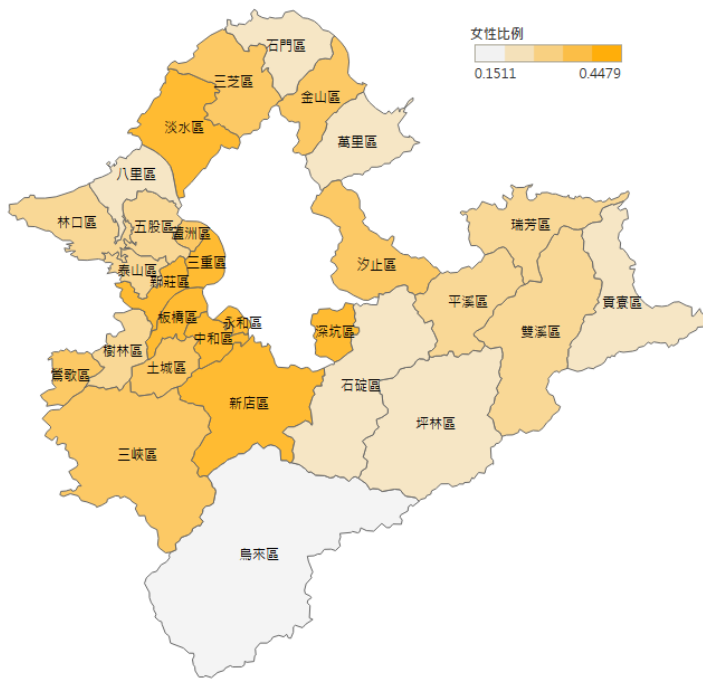 女性比例
0.1511 0.4479
石門區
三芝區
金山區
淡水區
萬里區
八里區
林口區
五股區
蘆洲區
瑞芳區
三重區
汐止區
泰山區
新莊區
貢寮區
平溪區
板橋區
永和區
深坑區
雙溪區
中和區
樹林區
土城區
鶯歌區
石碇區
新店區
坪林區
三峽區
烏來區